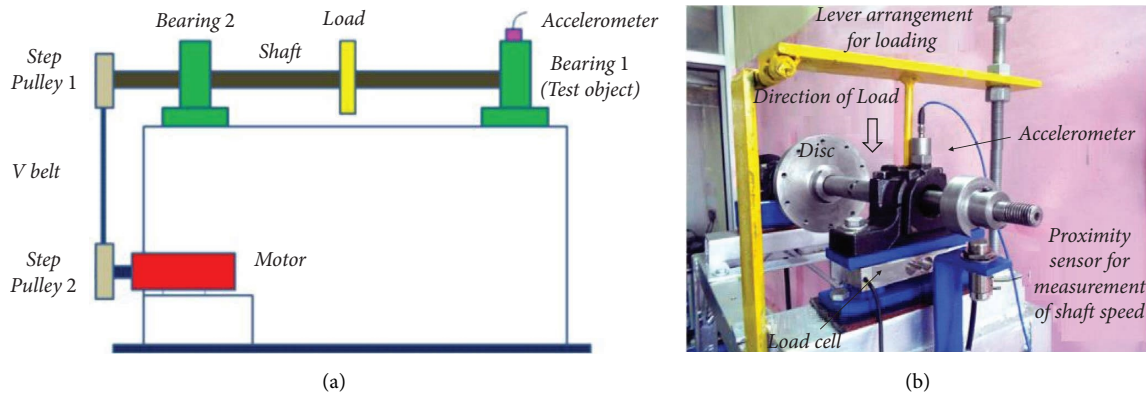 Bearing 2
Load
Accelerometer
Step
Pulley 1
Shaft
Bearing 1
(Test object)
V belt
Step
Pulley 2
Motor
(a)
Lever arrangement
for loading
Direction of Load
Accelerometer
Disc
Proximity
sensor for
measurement
of shaft speed
Load cell
(b)